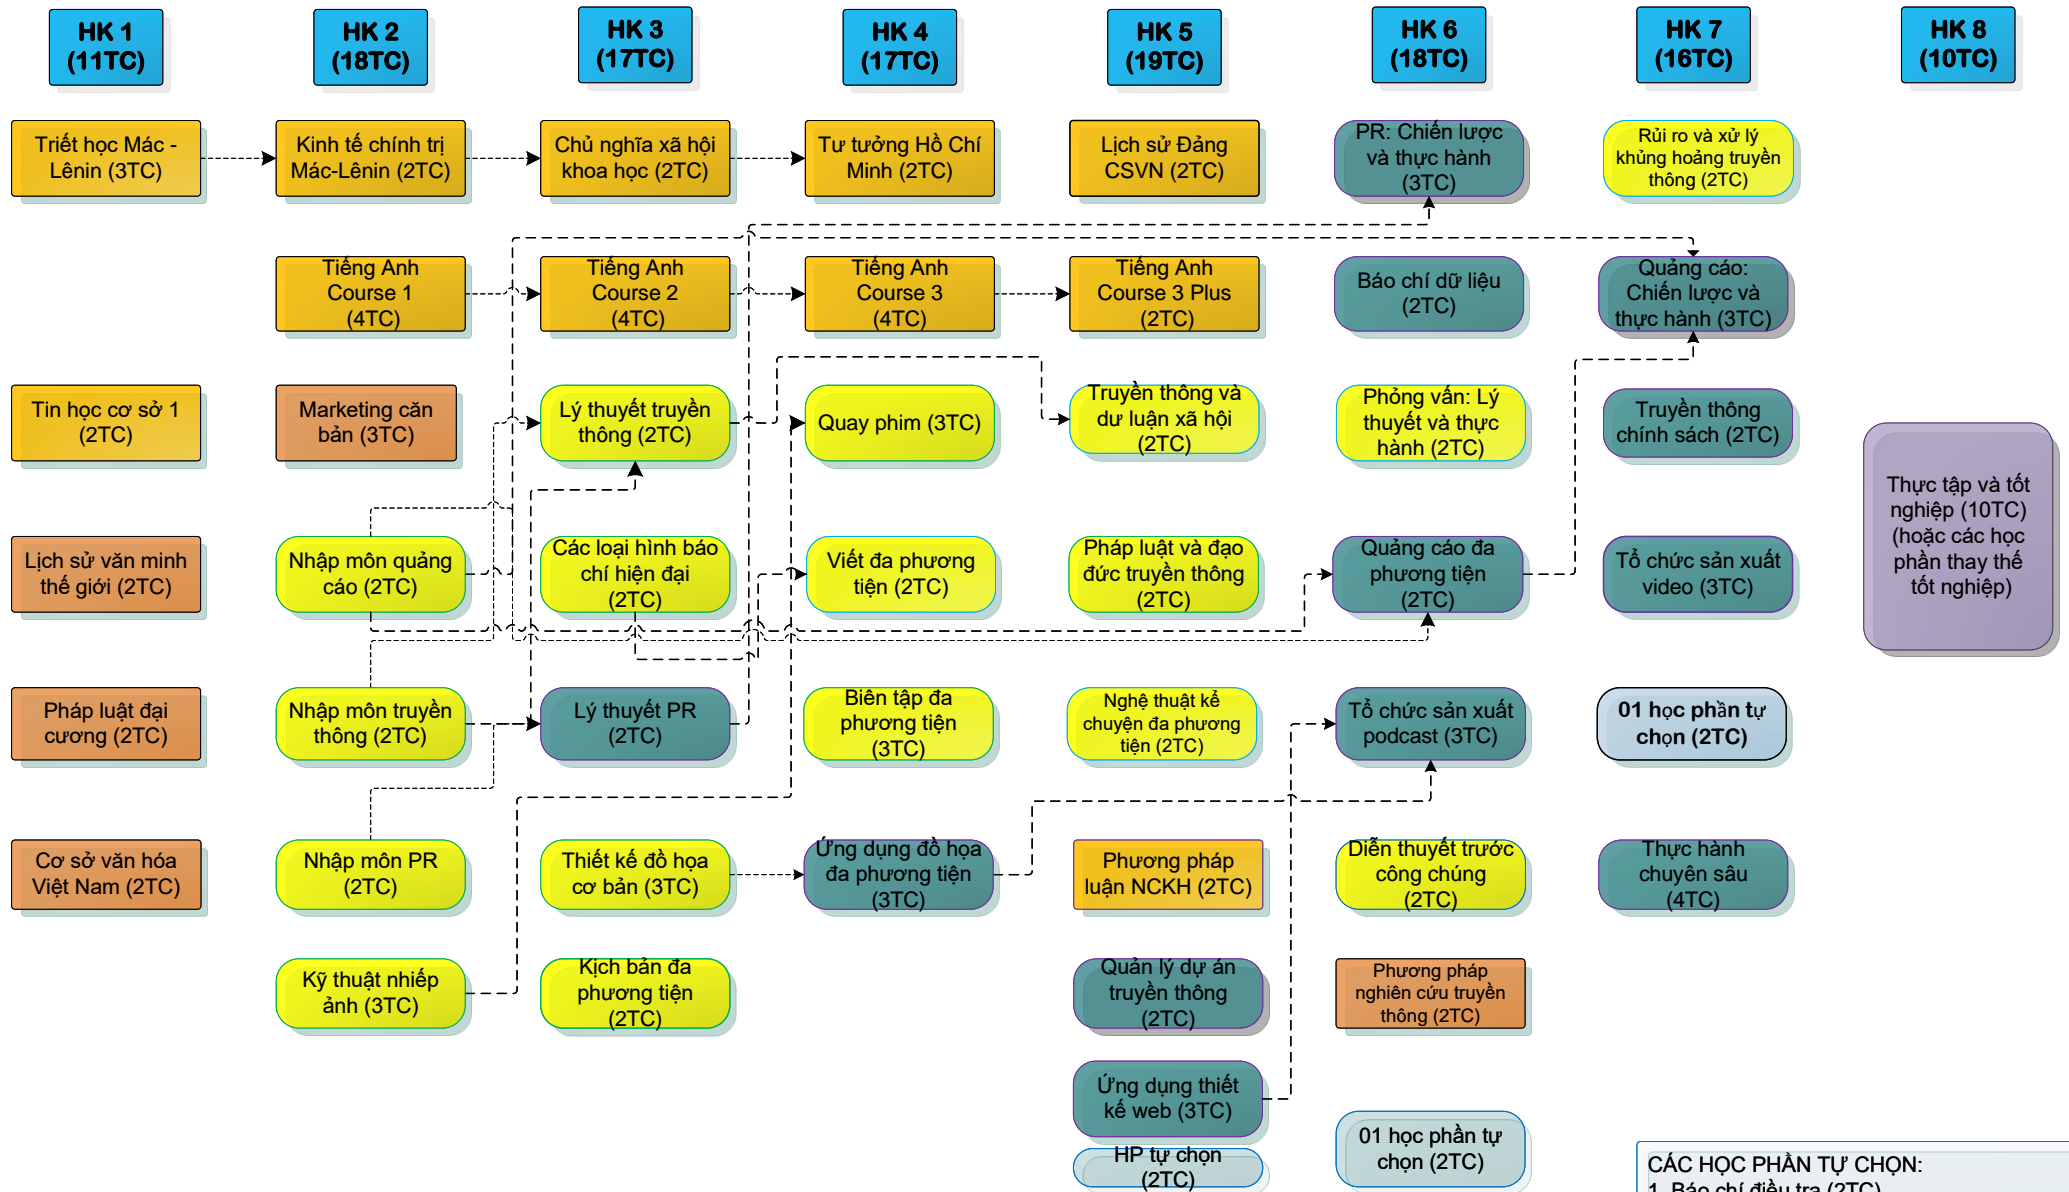 HK 1
(11TC)
HK 2
(18TC)
HK 3
(17TC)
HK 4
(17TC)
HK 5
(19TC)
HK 6
(18TC)
HK 7
(16TC)
HK 8
(10TC)
Triết học Mác -
Lênin (3TC)
Kinh tế chính trị
Mác-Lênin (2TC)
Chủ nghĩa xã hội
khoa học (2TC)
Tư tưởng Hồ Chí
Minh (2TC)
Lịch sử Đảng
CSVN (2TC)
PR: Chiến lược
và thực hành
(3TC)
Rủi ro và xử lý
khủng hoảng truyền
thông (2TC)
Tiếng Anh
Course 1
(4TC)
Tiếng Anh
Course 2
(4TC)
Tiếng Anh
Course 3
(4TC)
Tiếng Anh
Course 3 Plus
(2TC)
Báo chí dữ liệu
(2TC)
Quảng cáo:
Chiến lược và
thực hành (3TC)
Tin học cơ sở 1
(2TC)
Marketing căn
bản (3TC)
Lý thuyết truyền
thông (2TC)
Quay phim (3TC)
Truyền thông và
dư luận xã hội
(2TC)
Phỏng vấn: Lý
thuyết và thực
hành (2TC)
Truyền thông
chính sách (2TC)
Thực tập và tốt
nghiệp (10TC)
(hoặc các học
phần thay thế
tốt nghiệp)
Lịch sử văn minh
thế giới (2TC)
Nhập môn quảng
cáo (2TC)
Các loại hình báo
chí hiện đại
(2TC)
Viết đa phương
tiện (2TC)
Pháp luật và đạo
đức truyền thông
(2TC)
Quảng cáo đa
phương tiện
(2TC)
Tổ chức sản xuất
video (3TC)
Pháp luật đại
cương (2TC)
Nhập môn truyền
thông (2TC)
Lý thuyết PR
(2TC)
Biên tập đa
phương tiện
(3TC)
Nghệ thuật kể
chuyện đa phương
tiện (2TC)
Tổ chức sản xuất
podcast (3TC)
01 học phần tự
chọn (2TC)
Cơ sở văn hóa
Việt Nam (2TC)
Nhập môn PR
(2TC)
Thiết kế đồ họa
cơ bản (3TC)
Ứng dụng đồ họa
đa phương tiện
(3TC)
Phương pháp
luận NCKH (2TC)
Diễn thuyết trước
công chúng
(2TC)
Thực hành
chuyên sâu
(4TC)
Kỹ thuật nhiếp
ảnh (3TC)
Kịch bản đa
phương tiện
(2TC)
Quản lý dự án
truyền thông
(2TC)
Phương pháp
nghiên cứu truyền
thông (2TC)
Ứng dụng thiết
kế web (3TC)
HP tự chọn
(2TC)
01 học phần tự
chọn (2TC)
CÁC HỌC PHẦN TỰ CHỌN:
1. Báo chí điều tra (2TC)